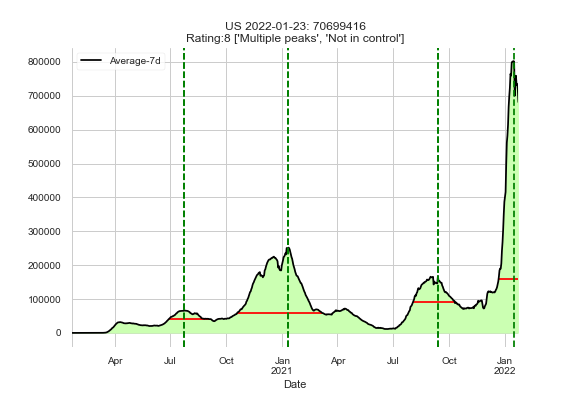 US 2022-01-23: 70699416
Rating:8 ['Multiple peaks', 'Not in control']
Average-7d
800000
700000
600000
500000
400000
300000
200000
100000
0
Apr
Jul
Oct
Jan
2021
Apr
Jul
Oct
Jan
2022
Date